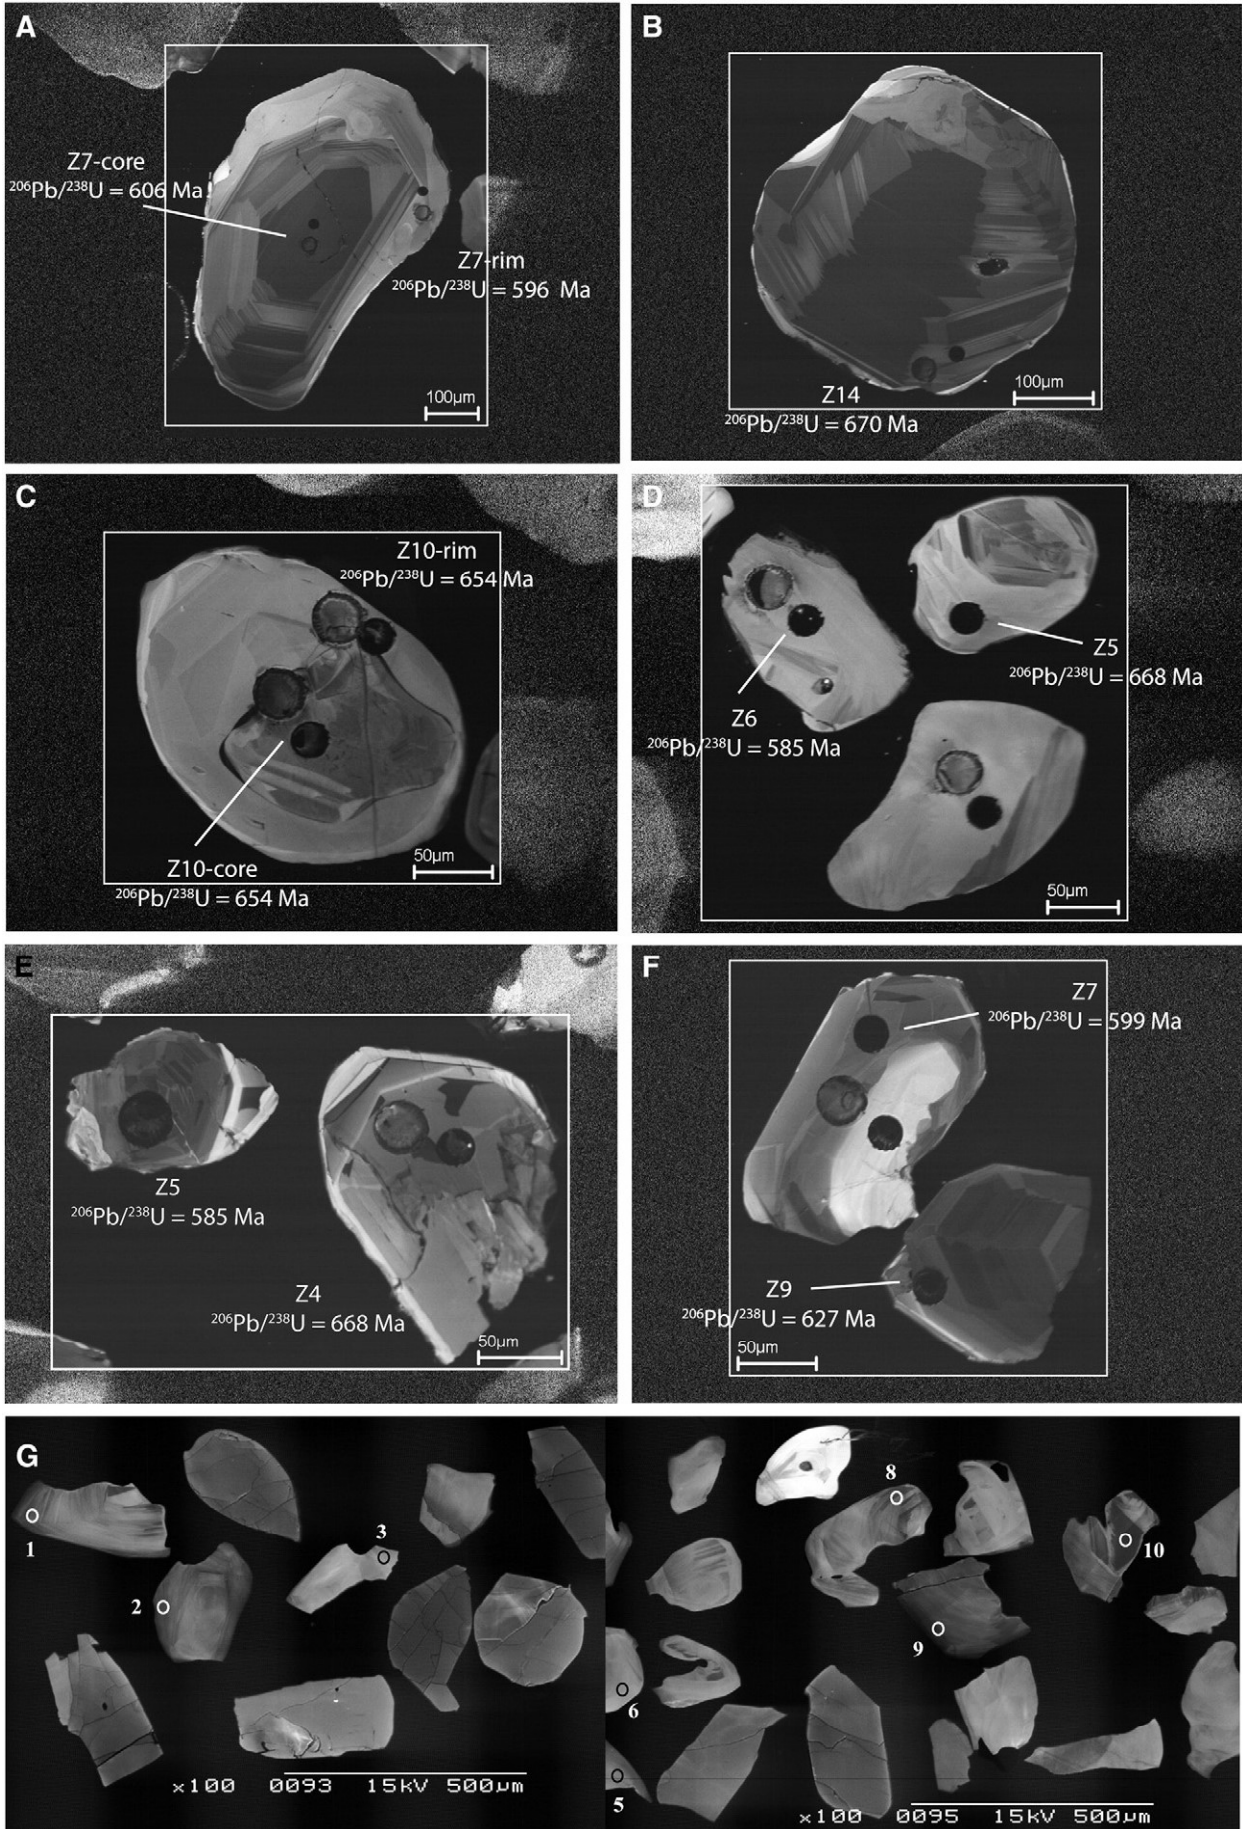 A
Z7-core
²⁰⁶Pb/²³⁸U = 606 Ma
Z7-rim
²⁰⁶Pb/²³⁸U = 596 Ma
100µm
B
Z14
²⁰⁶Pb/²³⁸U = 670 Ma
100µm
C
Z10-rim
²⁰⁶Pb/²³⁸U = 654 Ma
Z10-core
²⁰⁶Pb/²³⁸U = 654 Ma
50µm
D
Z5
²⁰⁶Pb/²³⁸U = 668 Ma
Z6
²⁰⁶Pb/²³⁸U = 585 Ma
50µm
E
Z5
²⁰⁶Pb/²³⁸U = 585 Ma
Z4
²⁰⁶Pb/²³⁸U = 668 Ma
50µm
F
Z7
²⁰⁶Pb/²³⁸U = 599 Ma
Z9
²⁰⁶Pb/²³⁸U = 627 Ma
50µm
G
1
2
3
x100 0093 15kV 500µm
8
10
9
6
5
x100 0095 15kV 500µm